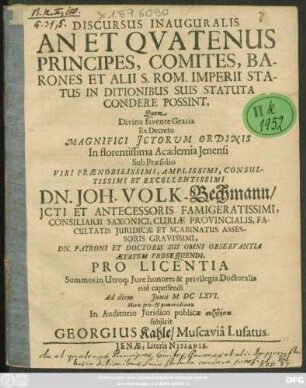 DISCURSUS INAUGURALIS
AN ET QVATENUS
PRINCIPES, COMITES, BA-
RONES ET ALII S. ROM. IMPERII STA-
TUS IN DITIONIBUS SUIS STATUTA
CONDERE POSSINT,
Quem
Divina favente Gratia
Ex Decreto
MAGNIFICI JCTORUM ORDINIS
In florentissima Academia Jenensi
Sub Præsidio
VIRI PRÆNOBILISSIMI, AMPLISSIMI, CONSUL-
TISSIMI ET EXCELLENTISSIMI
DN. JOH. VOLK. Bechmann/
JCTI ET ANTECESSORIS FAMIGERATISSIMI,
CONSILIARII SAXONICI, CURIÆ PROVINCIALIS, FA-
CULTATIS JURIDICÆ ET SCABINATUS ASSES-
SORIS GRAVISSIMI,
DN. PATRONI ET DOCTORIS SUI OMNI OBSERVANTIA
ÆTATEM PROSEQUENDI,
PRO LICENTIA
Summos in Utroq; Jure honores & privilegia Doctoralia
rite capessendi
Ad diem Junii M DC LXVI.
In Auditorio Juridico publicæ
subjicit
GEORGIUS Kahle/ Muscaviâ Lusatus.
JENÆ, Literis Nisianis.
II k
1952